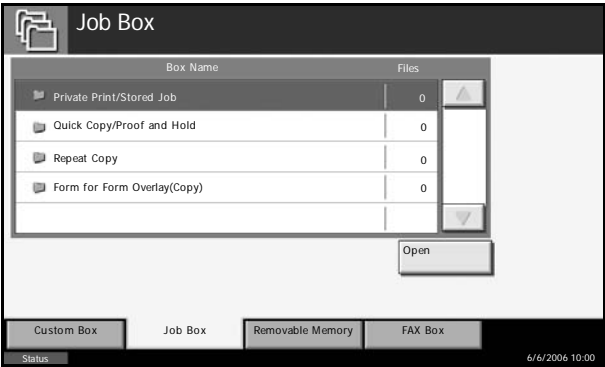 Job Box
Box Name Files
Private Print/Stored Job 0
Quick Copy/Proof and Hold 0
Repeat Copy 0
Form for Form Overlay(Copy) 0
Open
Custom Box Job Box Removable Memory FAX Box
Status 6/6/2006 10:00